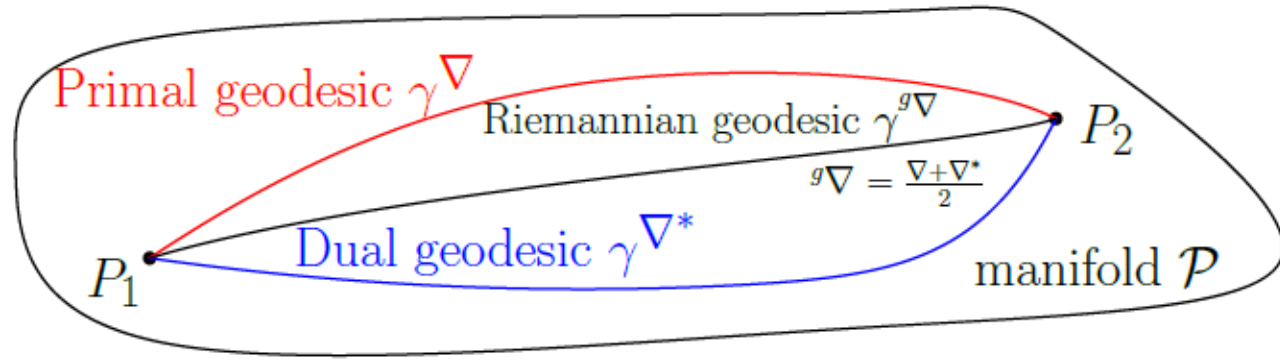 Primal geodesic γ^∇
Riemannian geodesic γ^{g∇}
P₂
^g∇ = (∇+∇*)/2
Dual geodesic γ^{∇*}
P₁
manifold 𝒫